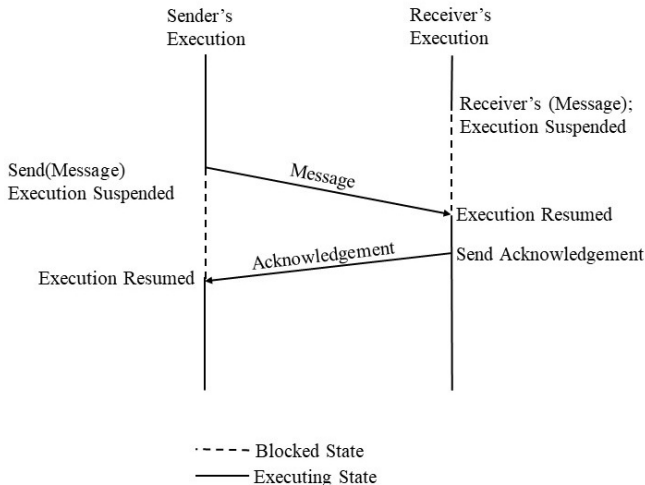 Sender's
Execution
Receiver's
Execution
Receiver's (Message);
Execution Suspended
Send(Message)
Execution Suspended
Message
Execution Resumed
Acknowledgement
Send Acknowledgement
Execution Resumed
Blocked State
Executing State